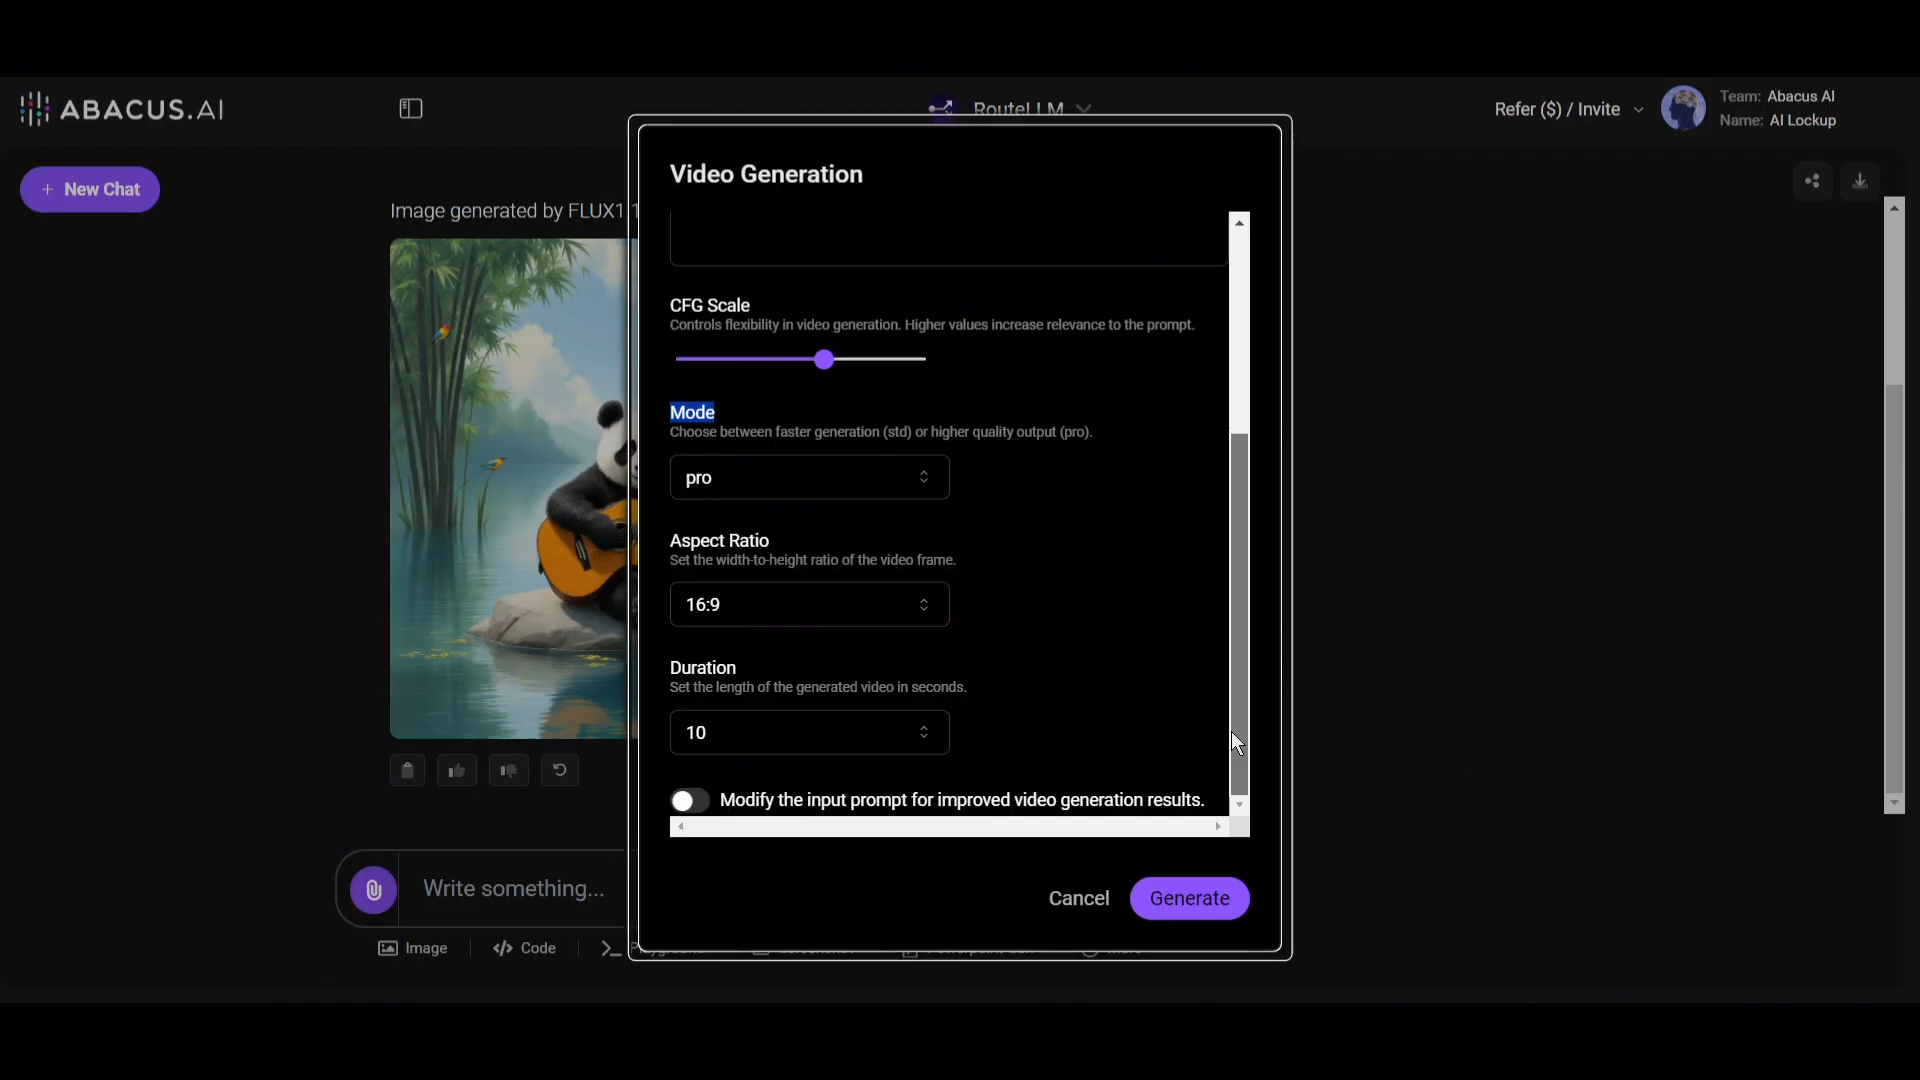 ABACUS.AI
RouteLLM
Refer ($) / Invite
Team: Abacus AI
Name: AI Lockup
+ New Chat
Image generated by FLUX1.1
Video Generation
CFG Scale
Controls flexibility in video generation. Higher values increase relevance to the prompt.
Mode
Choose between faster generation (std) or higher quality output (pro).
pro
Aspect Ratio
Set the width-to-height ratio of the video frame.
16:9
Duration
Set the length of the generated video in seconds.
10
Modify the input prompt for improved video generation results.
Cancel
Generate
Write something...
Image
</> Code